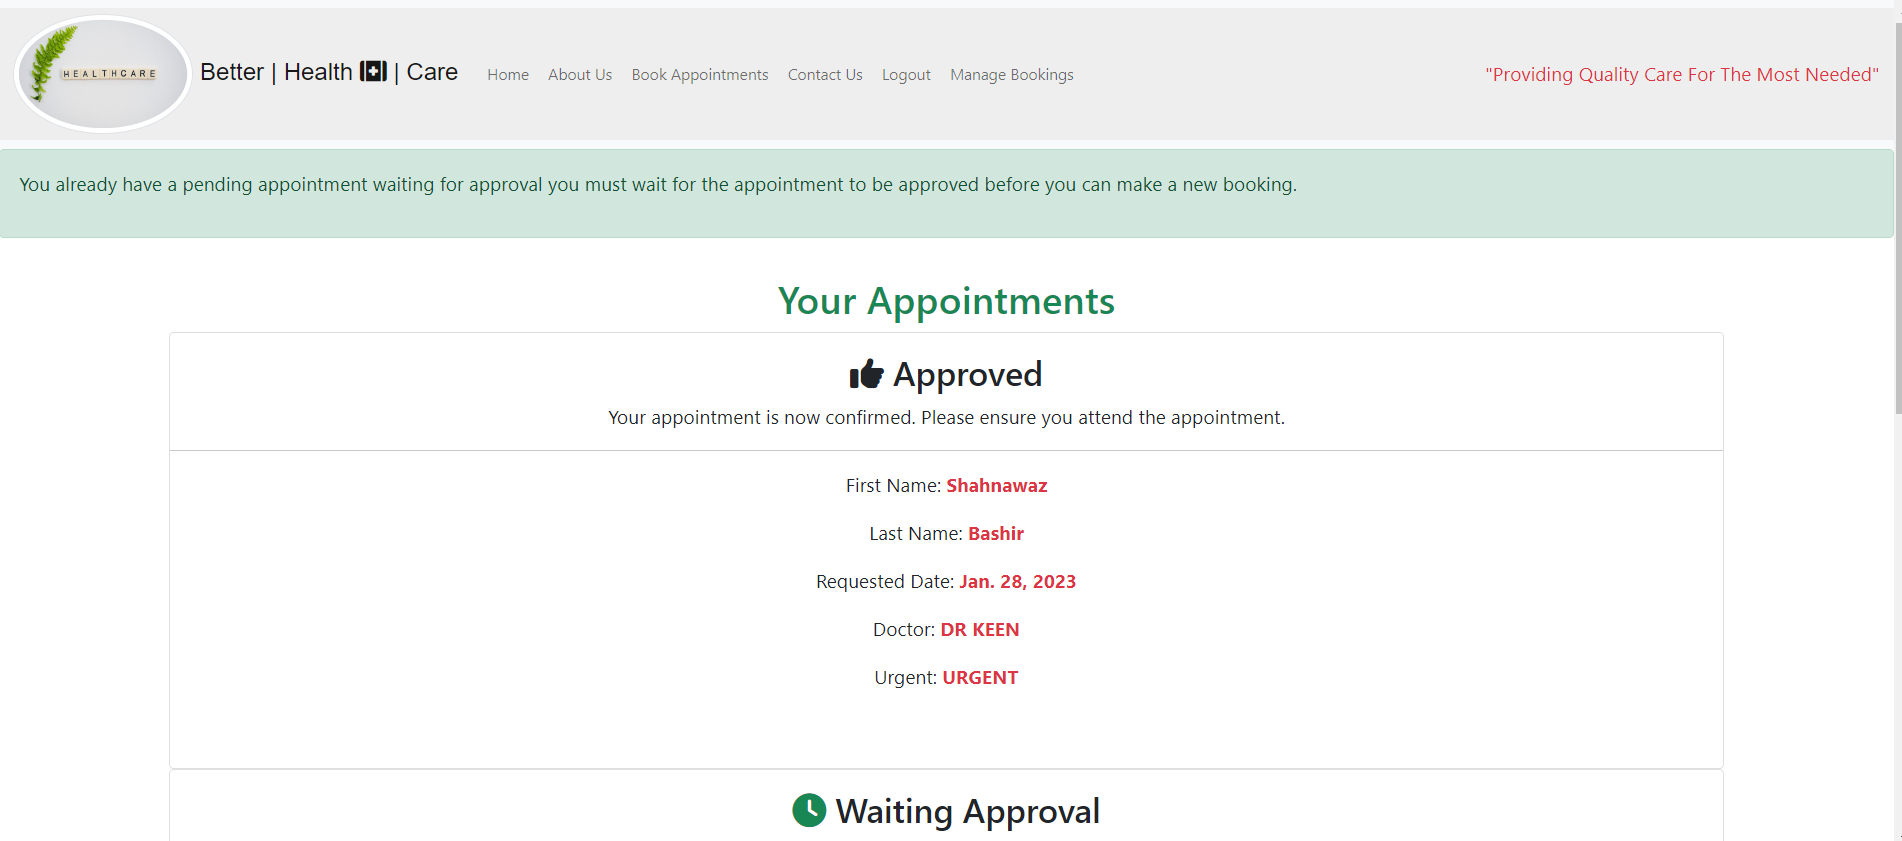 HEALTHCARE
Better | Health | Care
Home About Us Book Appointments Contact Us Logout Manage Bookings
"Providing Quality Care For The Most Needed"
You already have a pending appointment waiting for approval you must wait for the appointment to be approved before you can make a new booking.
Your Appointments
Approved
Your appointment is now confirmed. Please ensure you attend the appointment.
First Name: Shahnawaz
Last Name: Bashir
Requested Date: Jan. 28, 2023
Doctor: DR KEEN
Urgent: URGENT
Waiting Approval